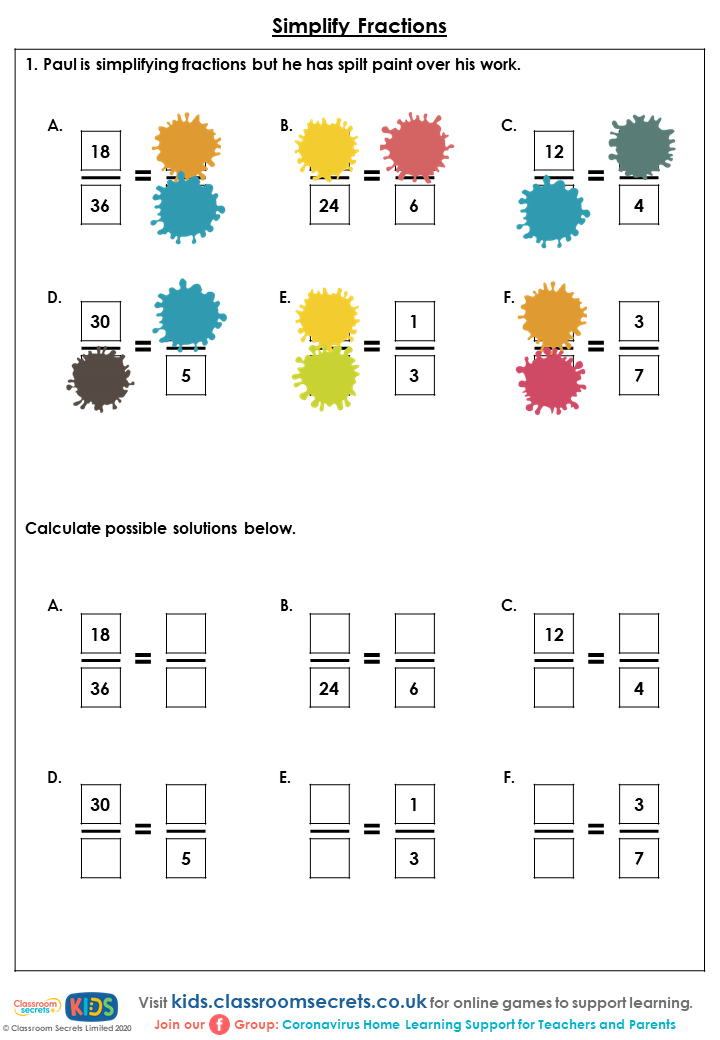 Simplify Fractions
1. Paul is simplifying fractions but he has spilt paint over his work.
A. B. C.
18 = 
36
= 
24 6
12 =
4
D. E. F.
30 =
5
= 1
3
= 3
7
Calculate possible solutions below.
A. B. C.
18 =
36
=
24 6
12 =
4
D. E. F.
30 =
5
= 1
3
= 3
7
Classroom secrets KIDS
© Classroom Secrets Limited 2020
Visit kids.classroomsecrets.co.uk for online games to support learning.
Join our f Group: Coronavirus Home Learning Support for Teachers and Parents